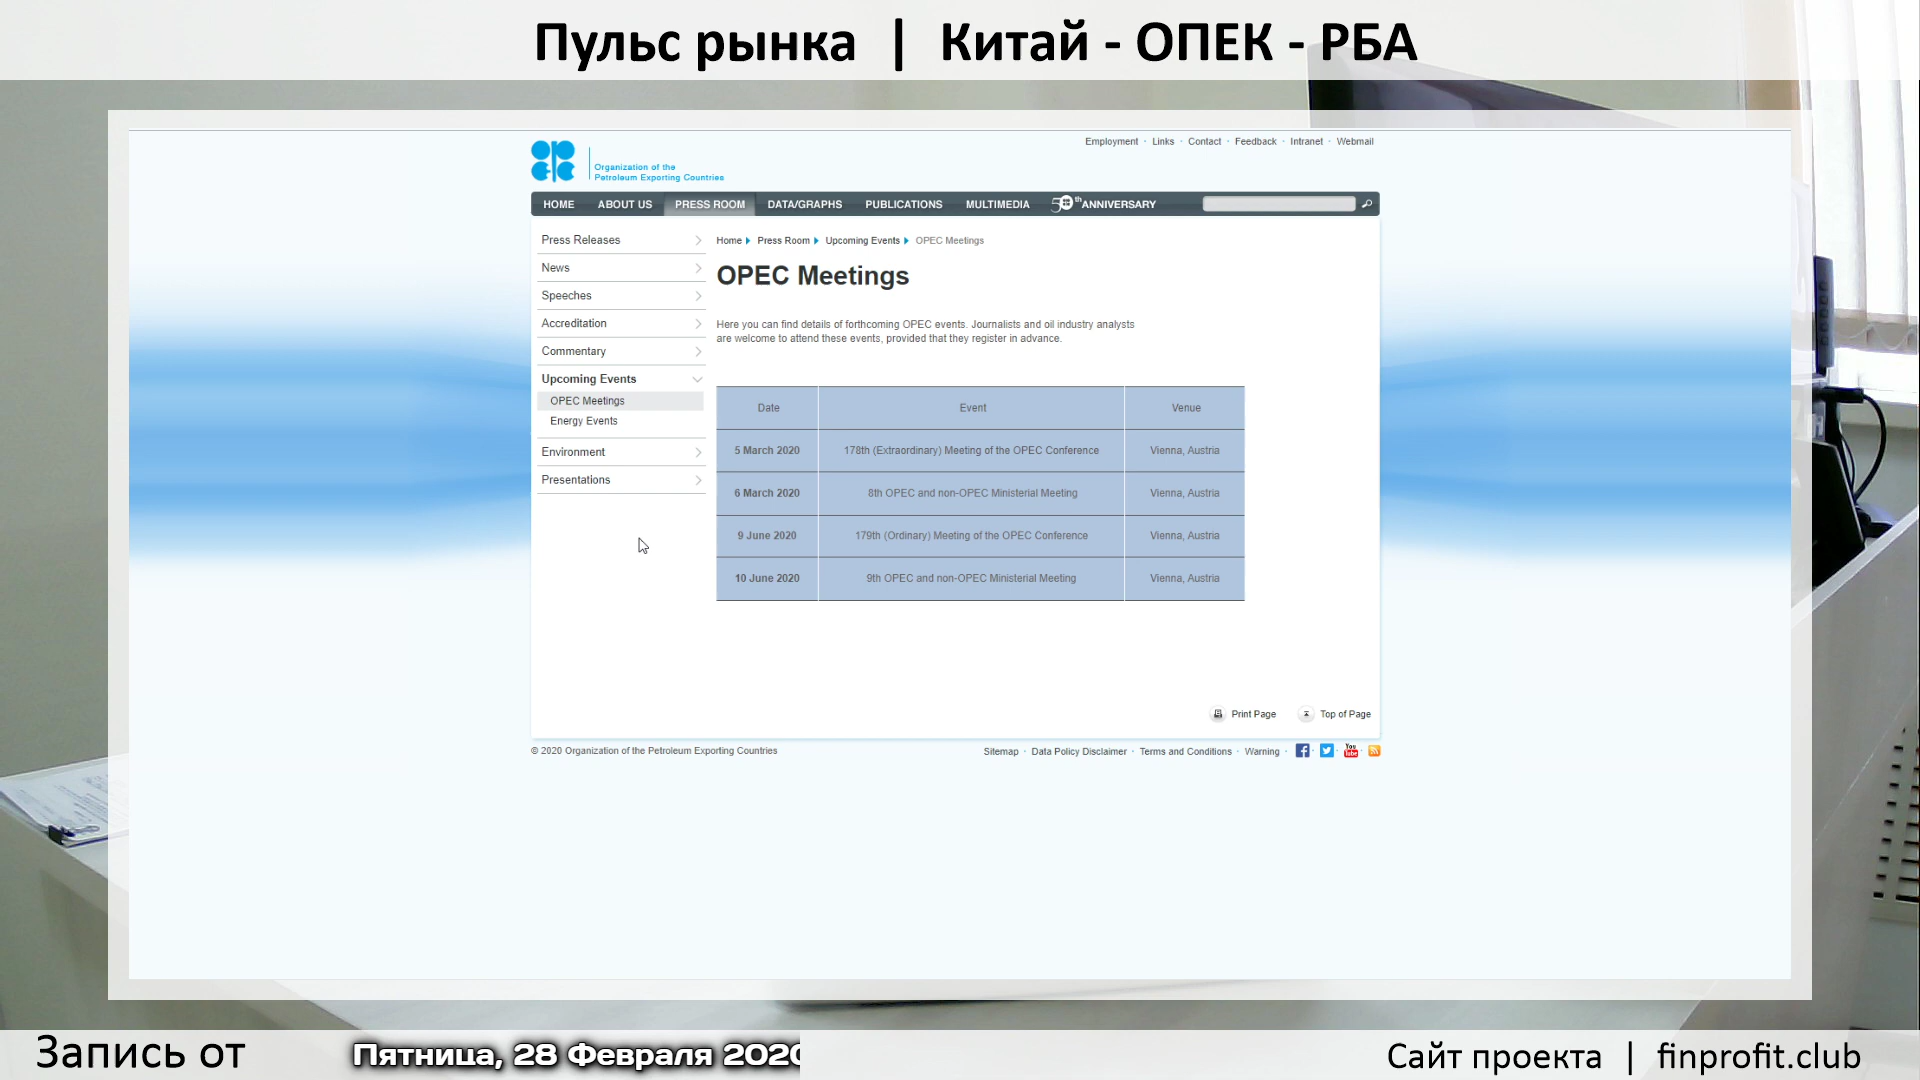 Пульс рынка | Китай - ОПЕК - РБА
Employment · Links · Contact · Feedback · Intranet · Webmail
Organization of the
Petroleum Exporting Countries
HOME ABOUT US PRESS ROOM DATA/GRAPHS PUBLICATIONS MULTIMEDIA 50th ANNIVERSARY
Press Releases
News
Speeches
Accreditation
Commentary
Upcoming Events
OPEC Meetings
Energy Events
Environment
Presentations
Home Press Room Upcoming Events OPEC Meetings
OPEC Meetings
Here you can find details of forthcoming OPEC events. Journalists and oil industry analysts
are welcome to attend these events, provided that they register in advance.
Date Event Venue
5 March 2020 178th (Extraordinary) Meeting of the OPEC Conference Vienna, Austria
6 March 2020 8th OPEC and non-OPEC Ministerial Meeting Vienna, Austria
9 June 2020 179th (Ordinary) Meeting of the OPEC Conference Vienna, Austria
10 June 2020 9th OPEC and non-OPEC Ministerial Meeting Vienna, Austria
Print Page Top of Page
© 2020 Organization of the Petroleum Exporting Countries
Sitemap · Data Policy Disclaimer · Terms and Conditions · Warning · You Tube
Запись от Пятница, 28 Февраля 2020
Сайт проекта | finprofit.club